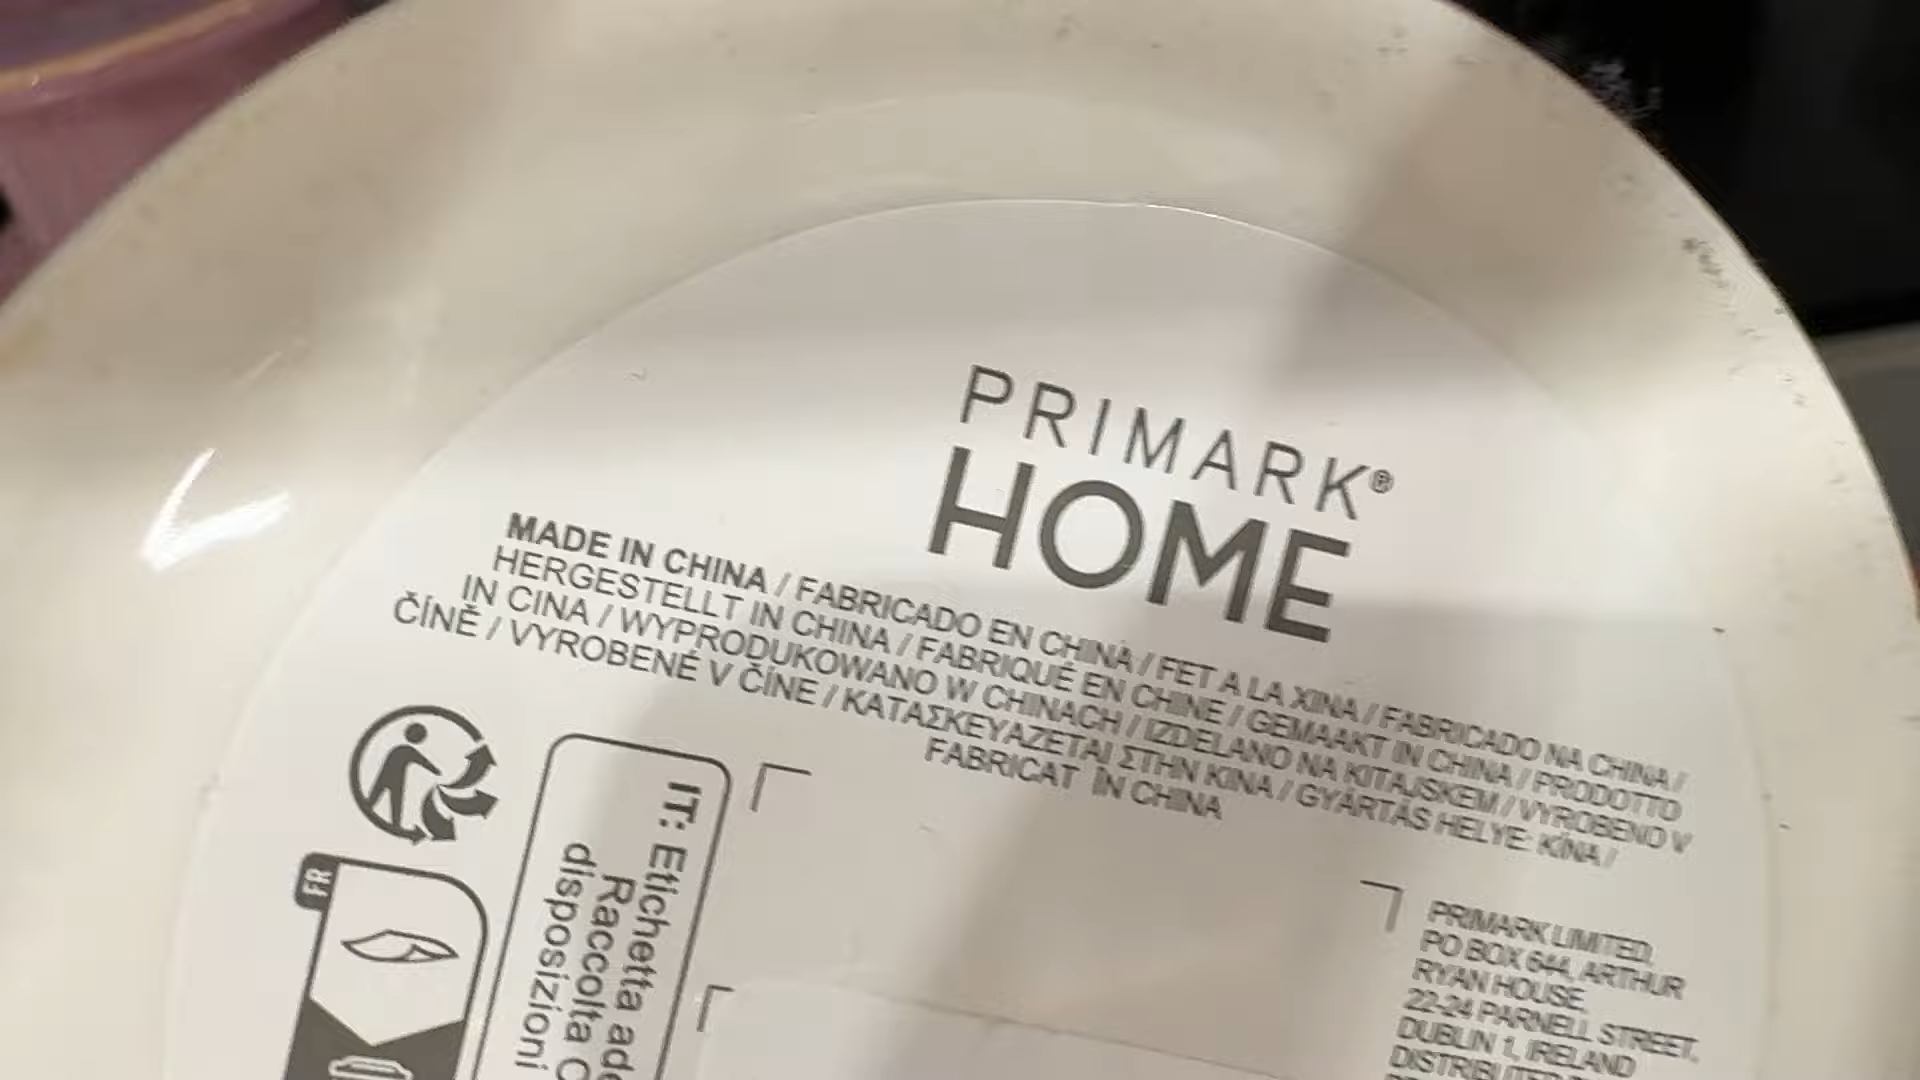 PRIMARK®
HOME
MADE IN CHINA / FABRICADO EN CHINA / FET A LA XINA / FABRICADO NA CHINA /
HERGESTELLT IN CHINA / FABRIQUÉ EN CHINE / GEMAAKT IN CHINA / PRODOTTO
IN CINA / WYPRODUKOWANO W CHINACH / IZDELANO NA KITAJSKEM / VYROBENO V
ČÍNĚ / VYROBENÉ V ČÍNE / ΚΑΤΑΣΚΕΥΑΖΕΤΑΙ ΣΤΗΝ ΚΙΝΑ / GYÁRTÁS HELYE: KÍNA /
FABRICAT ÎN CHINA
FR
IT: Etichetta ade
Raccolta
disposizioni
PRIMARK LIMITED,
PO BOX 644, ARTHUR
RYAN HOUSE,
22-24 PARNELL STREET,
DUBLIN 1, IRELAND